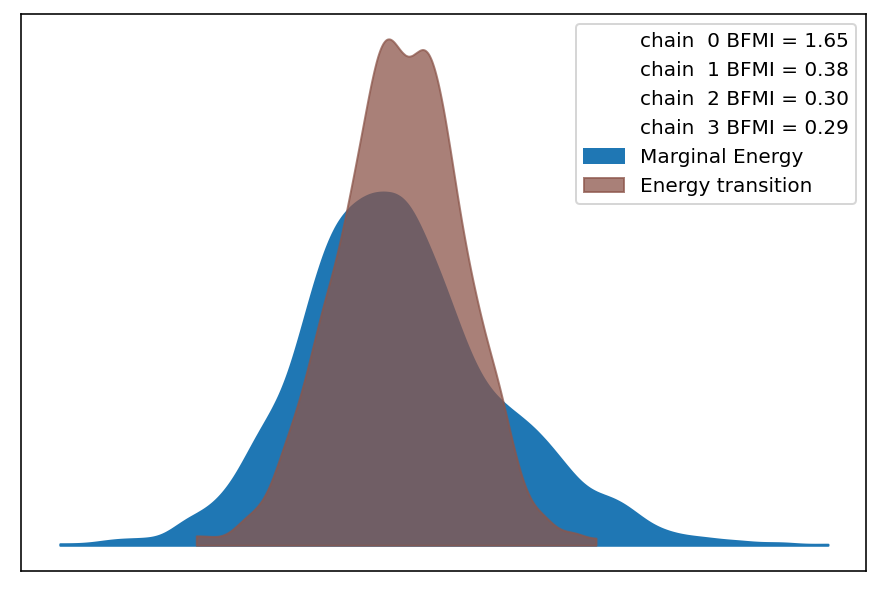 chain  0 BFMI = 1.65
chain  1 BFMI = 0.38
chain  2 BFMI = 0.30
chain  3 BFMI = 0.29
Marginal Energy
Energy transition